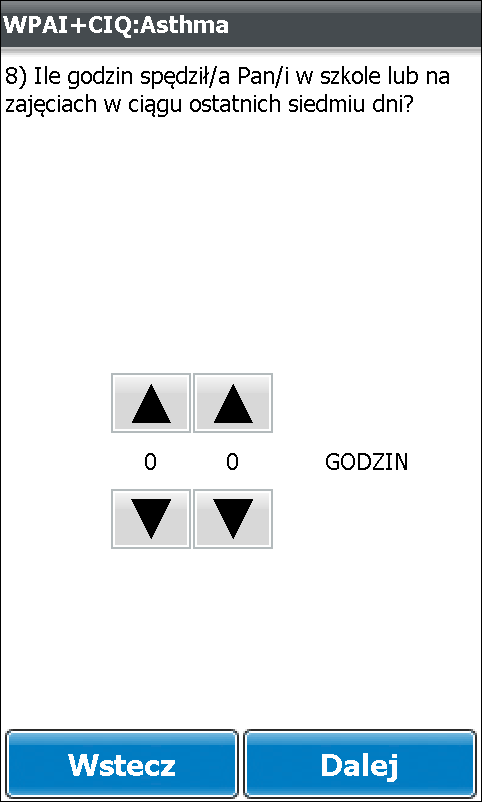 WPAI+CIQ:Asthma
8) Ile godzin spędził/a Pan/i w szkole lub na
zajęciach w ciągu ostatnich siedmiu dni?
0 0 GODZIN
Wstecz Dalej